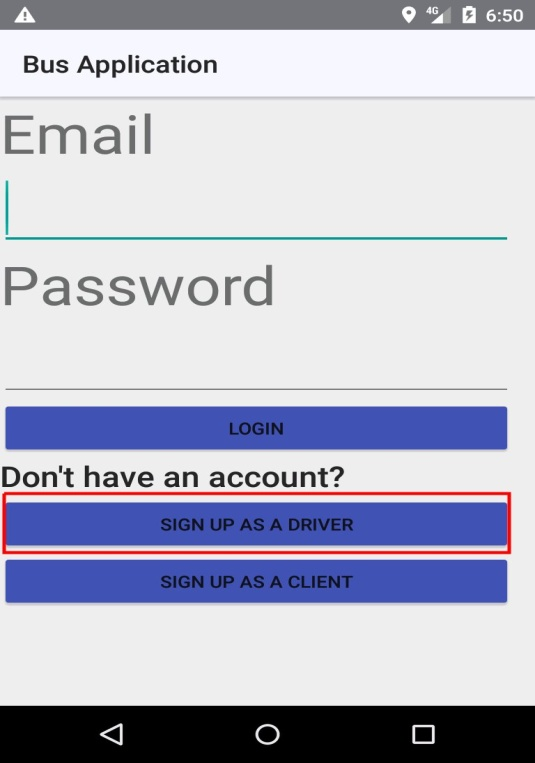 4G 6:50
Bus Application
Email
Password
LOGIN
Don't have an account?
SIGN UP AS A DRIVER
SIGN UP AS A CLIENT